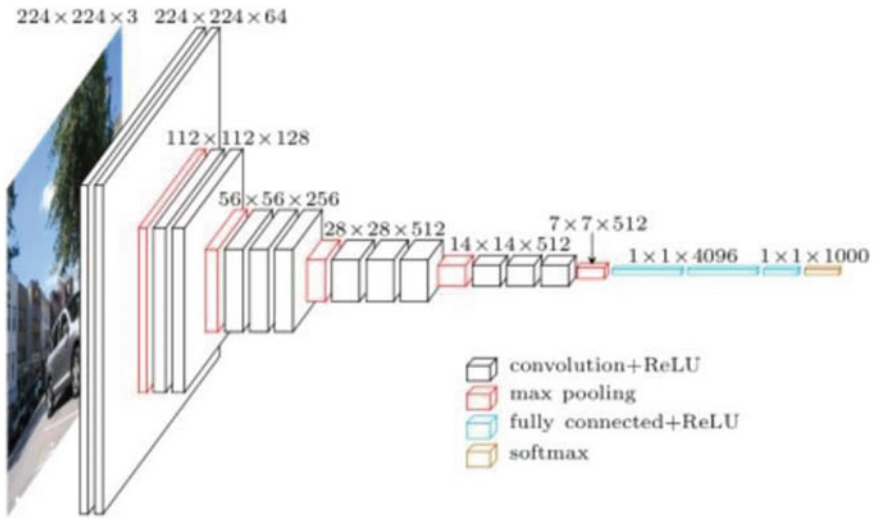 224×224×3
224×224×64
112×112×128
56×56×256
28×28×512
14×14×512
7×7×512
1×1×4096
1×1×1000
convolution+ReLU
max pooling
fully connected+ReLU
softmax